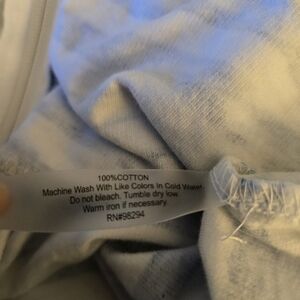 100%COTTON
Machine Wash With Like Colors In Cold Water.
Do not bleach. Tumble dry low.
Warm iron if necessary.
RN#98294